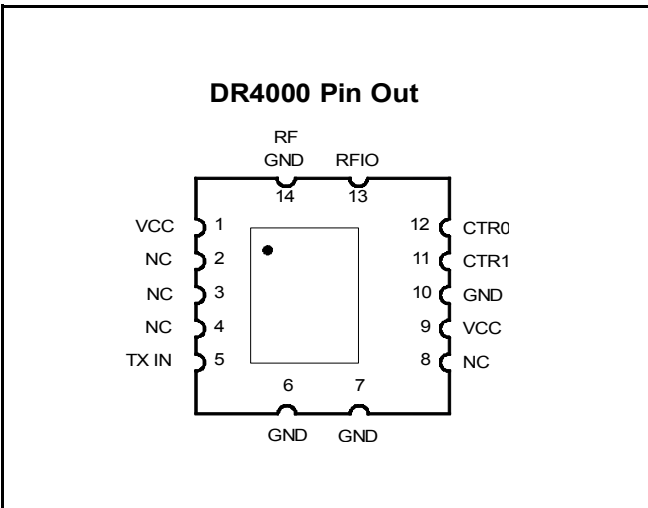 DR4000 Pin Out
RF
GND RFIO
14 13
VCC 1 12 CTR0
NC 2 11 CTR1
NC 3 10 GND
NC 4 9 VCC
TX IN 5 8 NC
6 7
GND GND